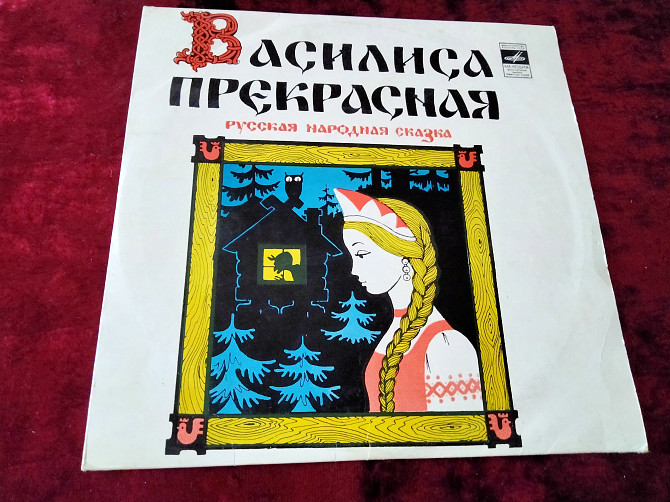 Василиса
Прекрасная
Русская народная сказка